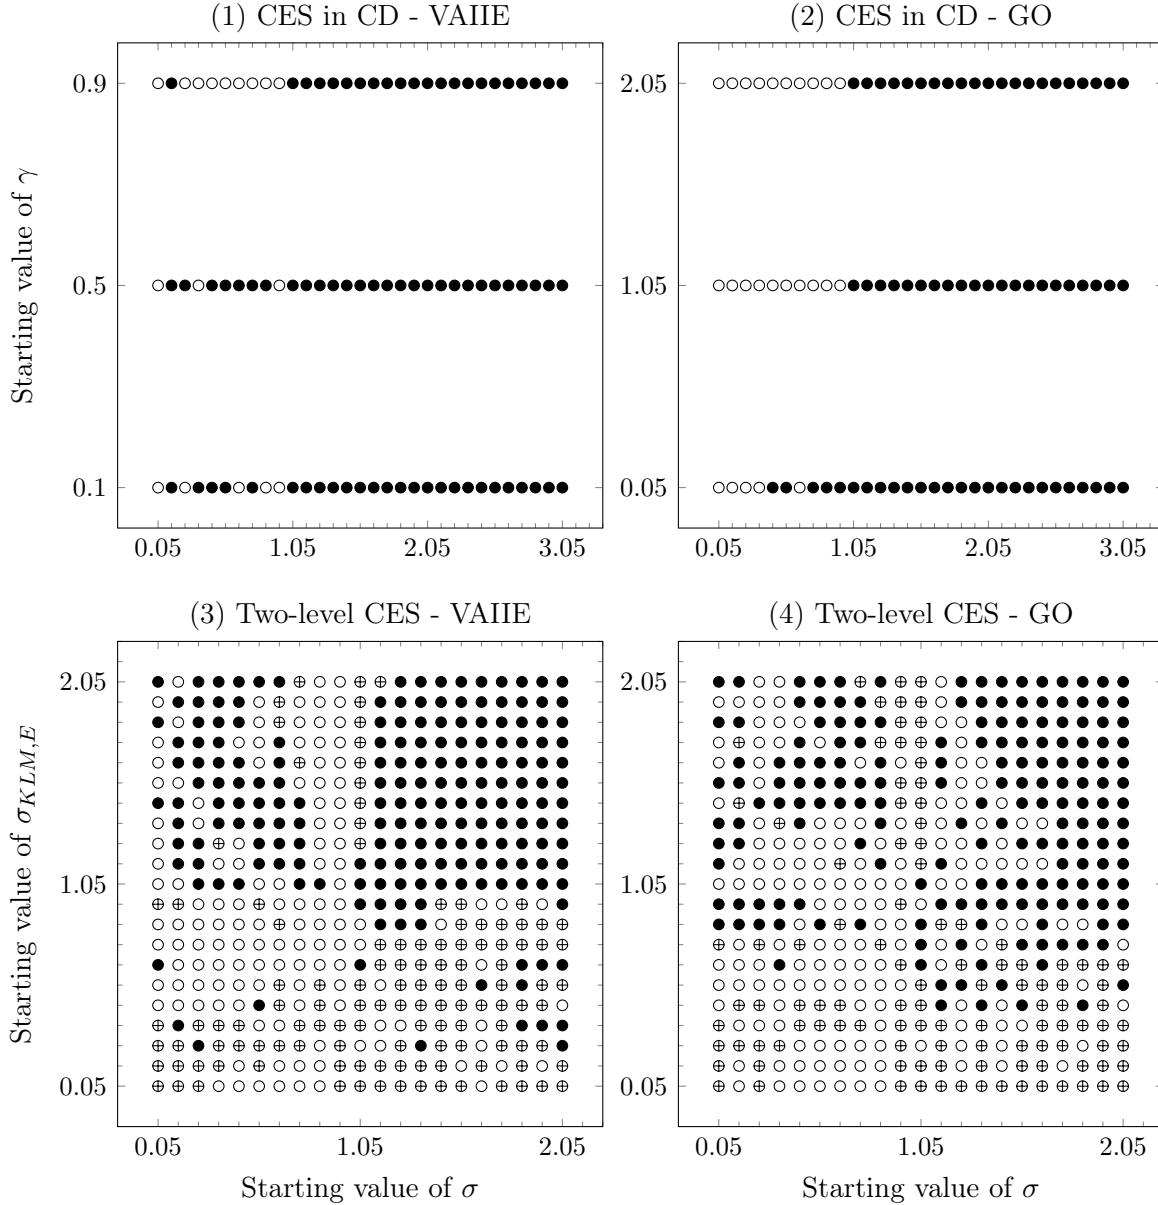 (1) CES in CD - VAIIE
(2) CES in CD - GO
Starting value of γ
0.9
0.5
0.1
0.05 1.05 2.05 3.05
2.05
1.05
0.05
0.05 1.05 2.05 3.05
(3) Two-level CES - VAIIE
(4) Two-level CES - GO
Starting value of σ_{KLM,E}
2.05
1.05
0.05
0.05 1.05 2.05
Starting value of σ
2.05
1.05
0.05
0.05 1.05 2.05
Starting value of σ